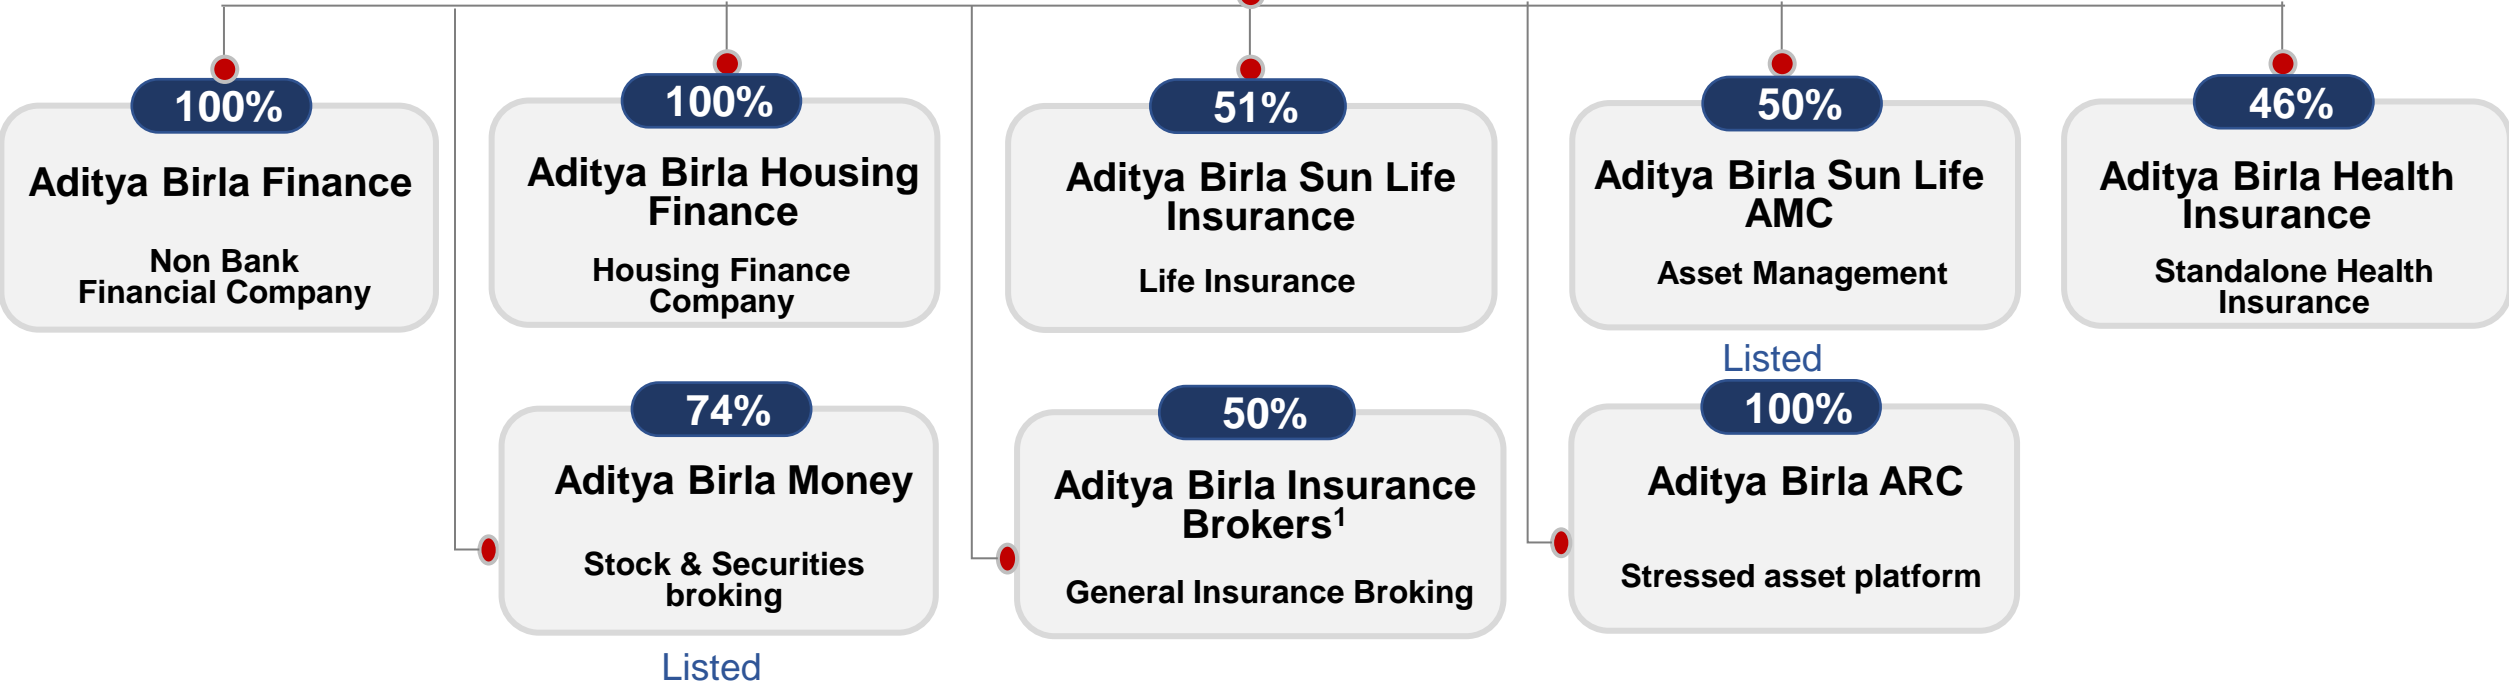 100%
Aditya Birla Finance
Non Bank
Financial Company
100%
Aditya Birla Housing
Finance
Housing Finance
Company
51%
Aditya Birla Sun Life
Insurance
Life Insurance
50%
Aditya Birla Sun Life
AMC
Asset Management
Listed
46%
Aditya Birla Health
Insurance
Standalone Health
Insurance
74%
Aditya Birla Money
Stock & Securities
broking
Listed
50%
Aditya Birla Insurance
Brokers¹
General Insurance Broking
100%
Aditya Birla ARC
Stressed asset platform